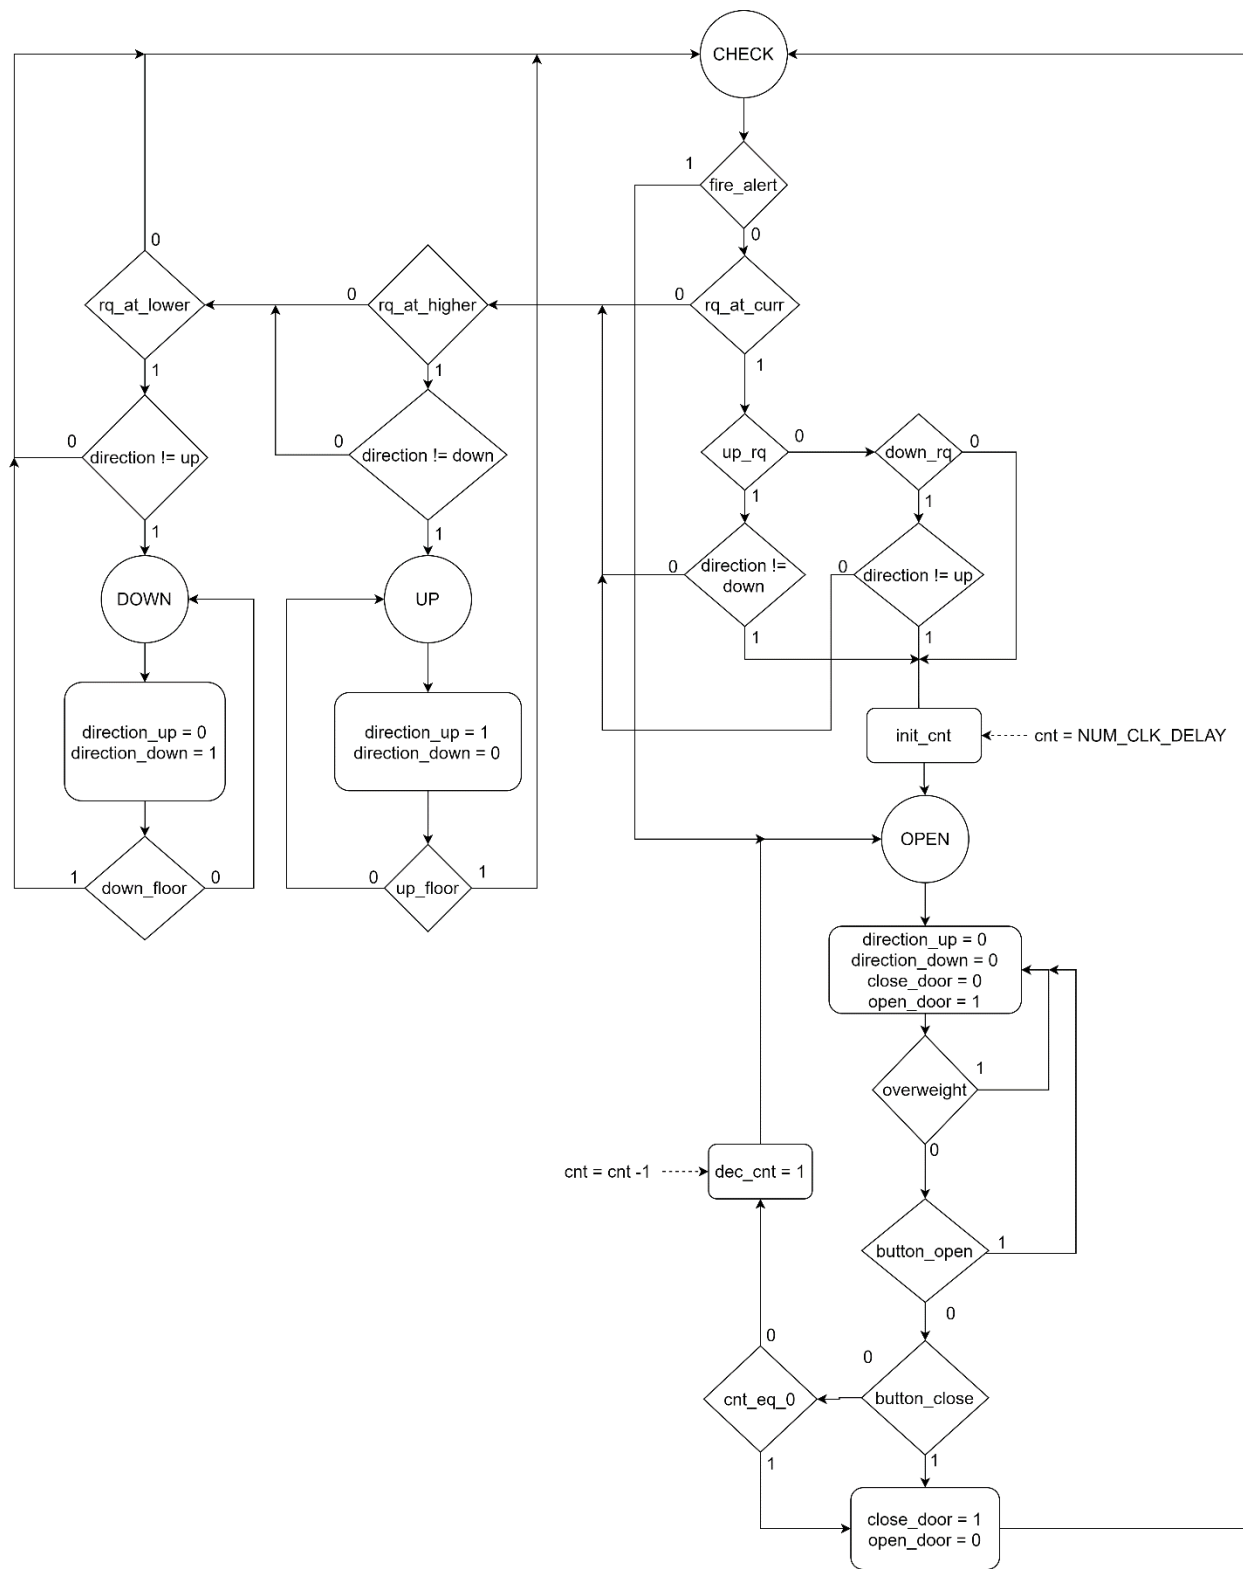 CHECK
1
fire_alert
0
0
rq_at_lower
0
rq_at_higher
0
rq_at_curr
1
1
1
0
direction != up
0
direction != down
up_rq
0
down_rq
0
1
1
1
1
DOWN
UP
0
direction !=
down
0
direction != up
1
1
direction_up = 0
direction_down = 1
direction_up = 1
direction_down = 0
init_cnt
cnt = NUM_CLK_DELAY
OPEN
1
down_floor
0
0
up_floor
1
direction_up = 0
direction_down = 0
close_door = 0
open_door = 1
overweight
1
0
cnt = cnt -1
dec_cnt = 1
button_open
1
0
0
0
cnt_eq_0
button_close
1
1
close_door = 1
open_door = 0